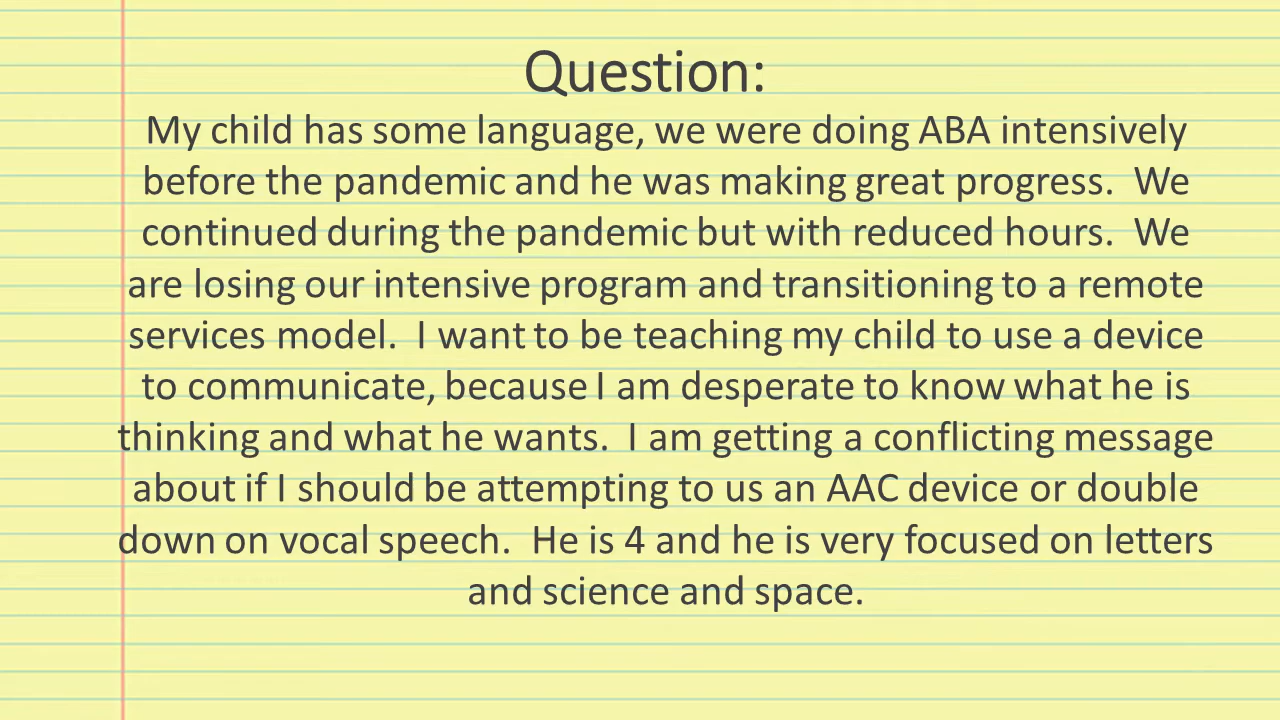 Question:
My child has some language, we were doing ABA intensively
before the pandemic and he was making great progress.  We
continued during the pandemic but with reduced hours.  We
are losing our intensive program and transitioning to a remote
services model.  I want to be teaching my child to use a device
to communicate, because I am desperate to know what he is
thinking and what he wants.  I am getting a conflicting message
about if I should be attempting to us an AAC device or double
down on vocal speech.  He is 4 and he is very focused on letters
and science and space.